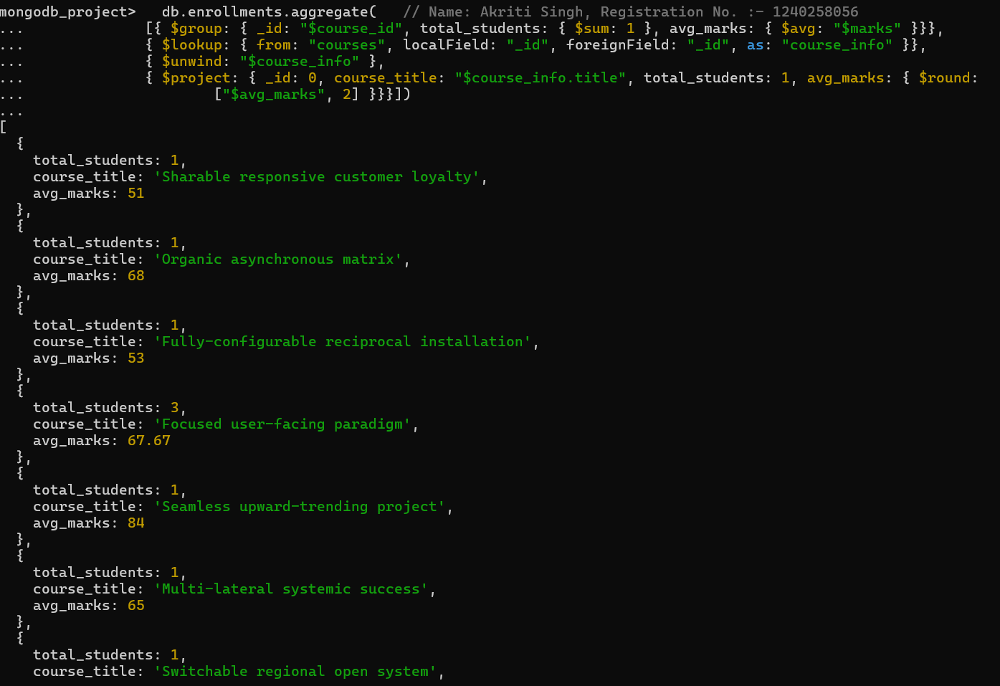 mongodb_project>   db.enrollments.aggregate(   // Name: Akriti Singh, Registration No. :- 1240258056
...              [{ $group: { _id: "$course_id", total_students: { $sum: 1 }, avg_marks: { $avg: "$marks" }}},
...              { $lookup: { from: "courses", localField: "_id", foreignField: "_id", as: "course_info" }},
...              { $unwind: "$course_info" },
...              { $project: { _id: 0, course_title: "$course_info.title", total_students: 1, avg_marks: { $round:
...                      ["$avg_marks", 2] }}}])
...
[
  {
    total_students: 1,
    course_title: 'Sharable responsive customer loyalty',
    avg_marks: 51
  },
  {
    total_students: 1,
    course_title: 'Organic asynchronous matrix',
    avg_marks: 68
  },
  {
    total_students: 1,
    course_title: 'Fully-configurable reciprocal installation',
    avg_marks: 53
  },
  {
    total_students: 3,
    course_title: 'Focused user-facing paradigm',
    avg_marks: 67.67
  },
  {
    total_students: 1,
    course_title: 'Seamless upward-trending project',
    avg_marks: 84
  },
  {
    total_students: 1,
    course_title: 'Multi-lateral systemic success',
    avg_marks: 65
  },
  {
    total_students: 1,
    course_title: 'Switchable regional open system',